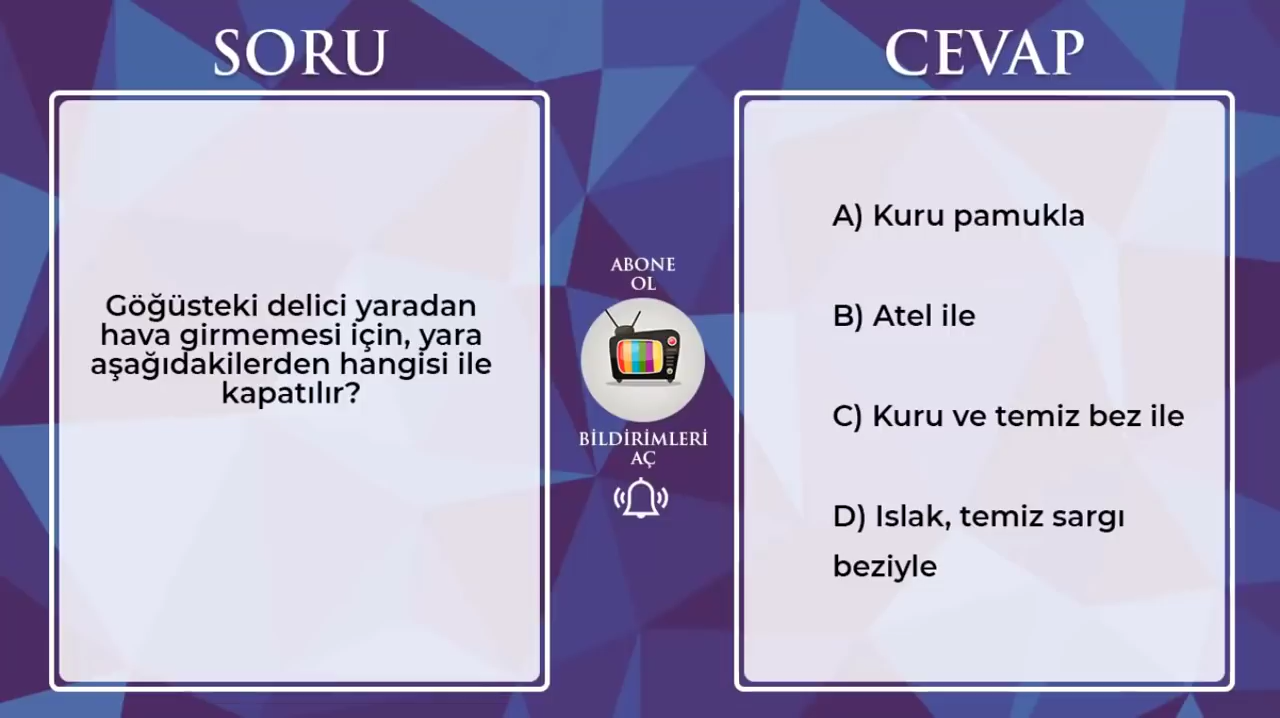 SORU
Göğüsteki delici yaradan
hava girmemesi için, yara
aşağıdakilerden hangisi ile
kapatılır?
ABONE
OL
BİLDİRİMLERİ
AÇ
CEVAP
A) Kuru pamukla
B) Atel ile
C) Kuru ve temiz bez ile
D) Islak, temiz sargı
beziyle